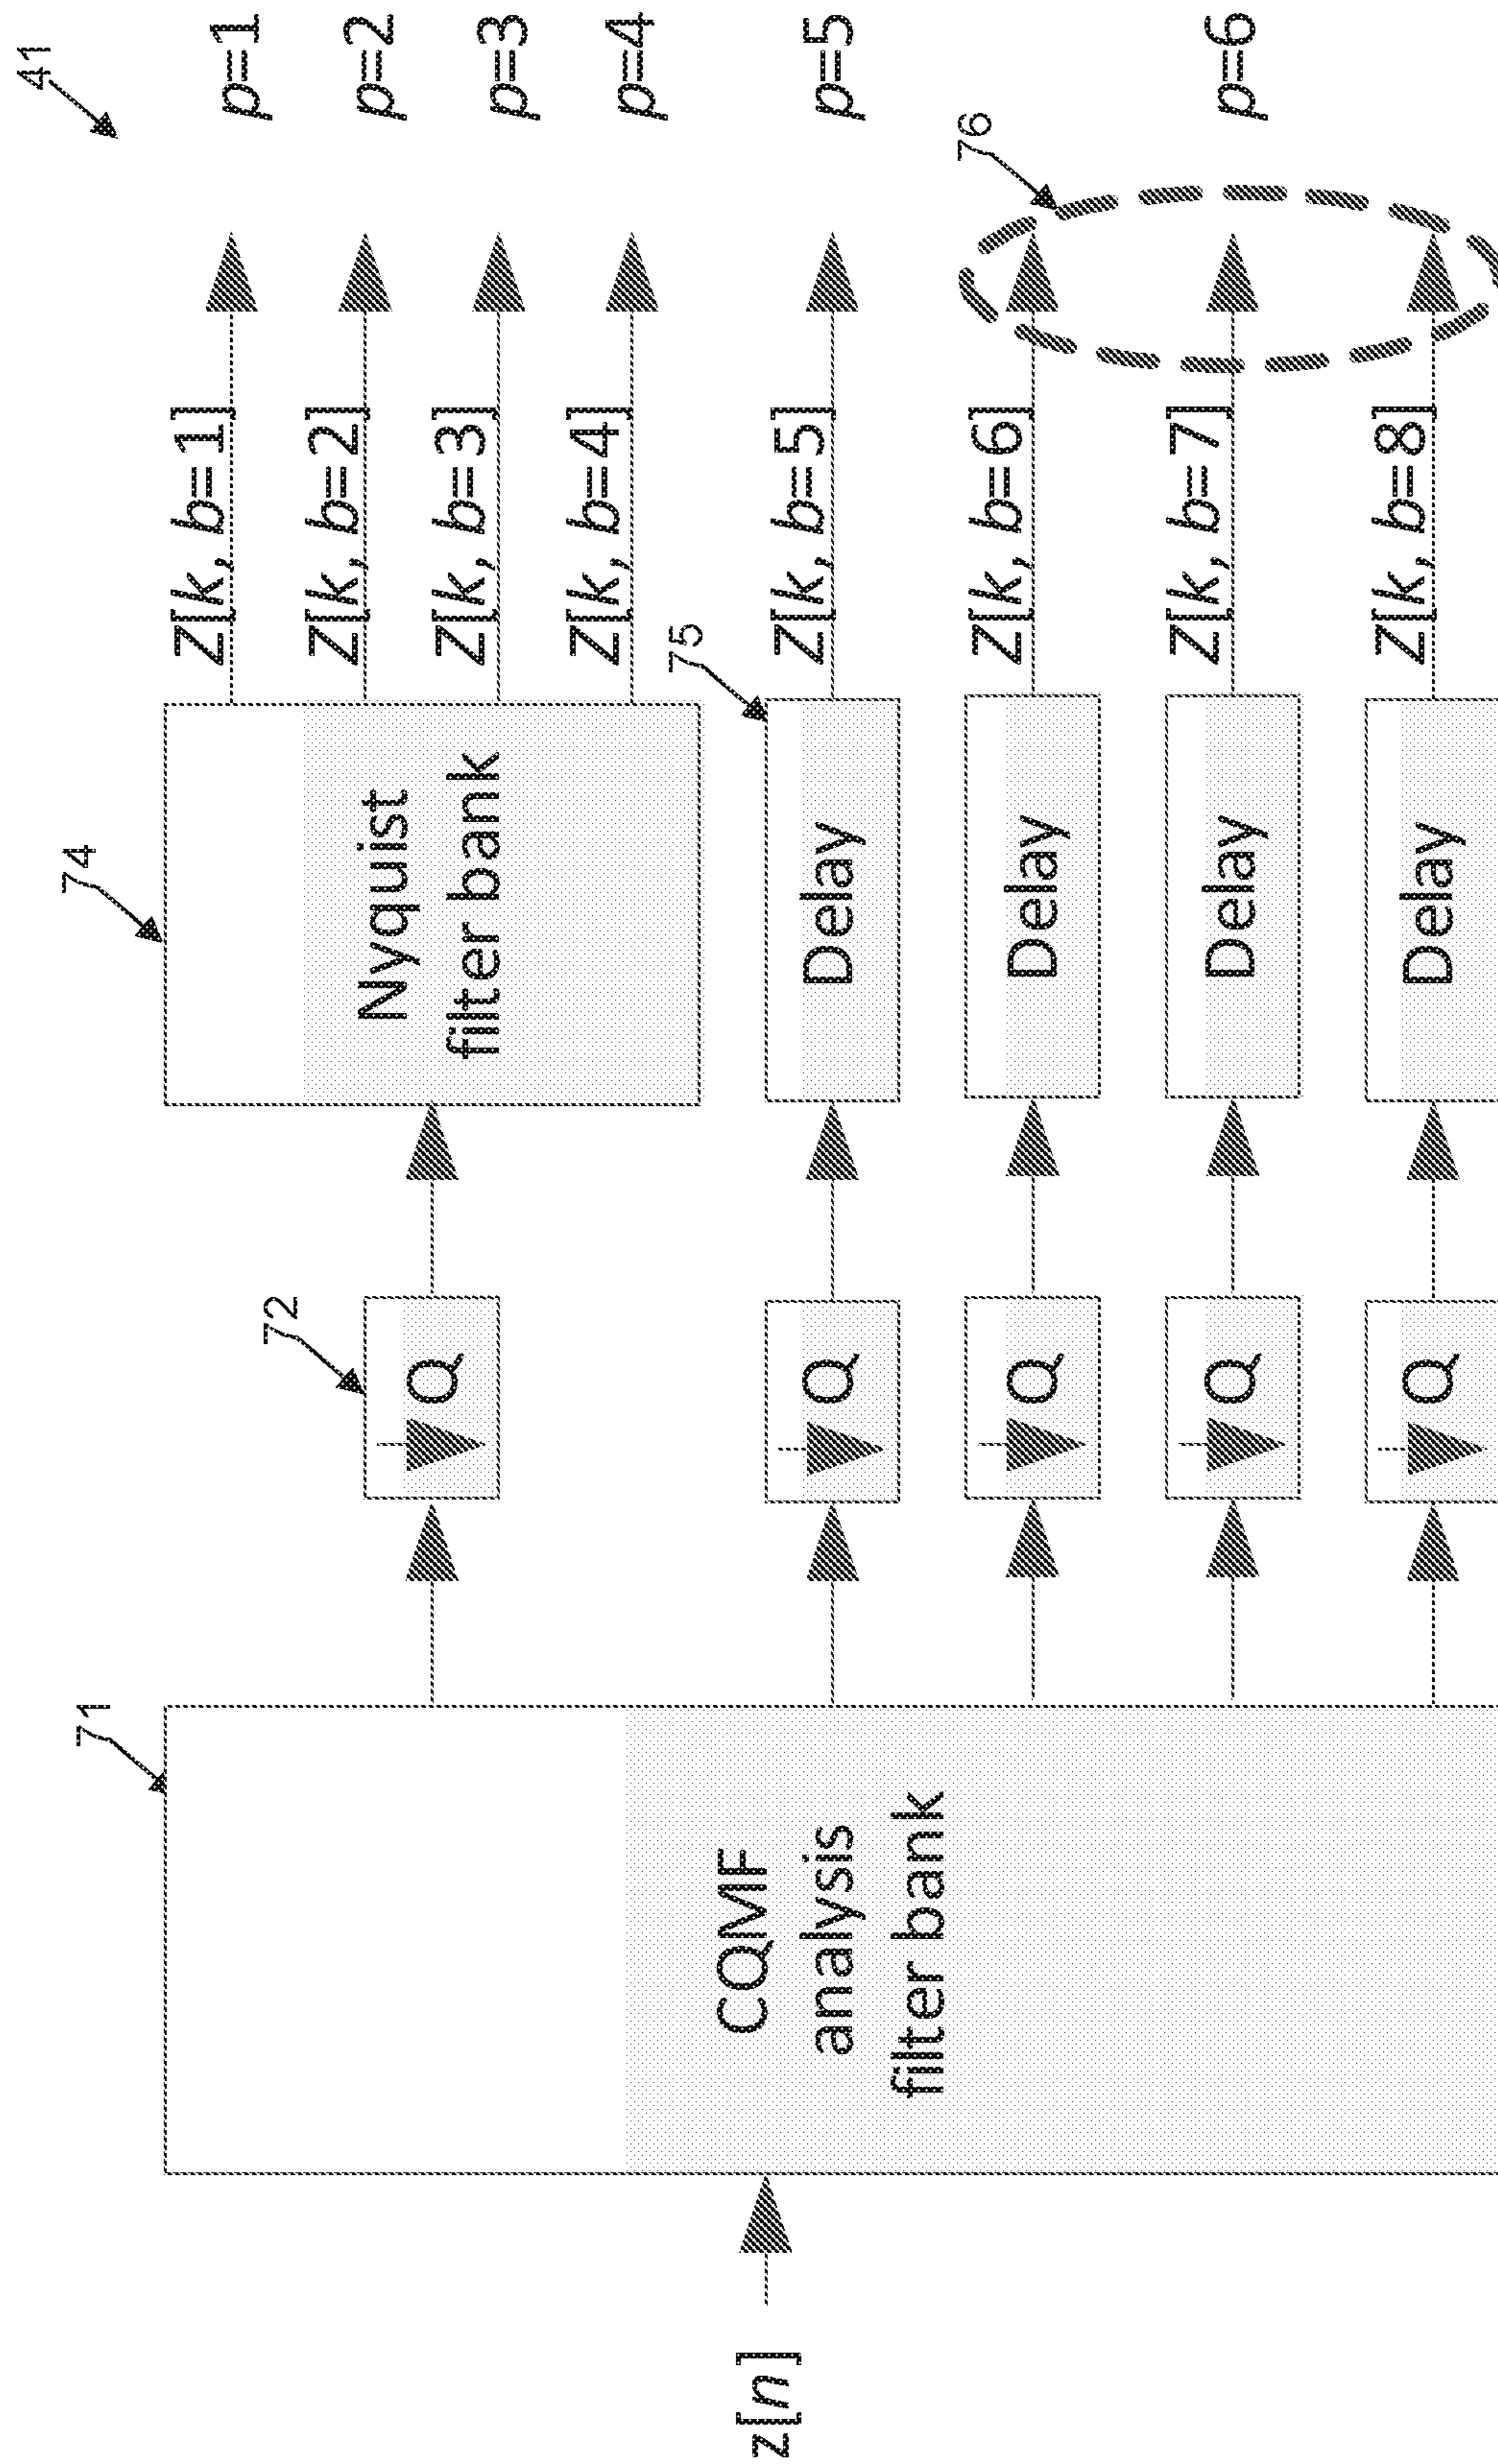 41
z[n]
71
CQMF
analysis
filter bank
72
Q
Q
Q
Q
Q
74
Nyquist
filter bank
75
Delay
Delay
Delay
Delay
Z[k, b=1]
Z[k, b=2]
Z[k, b=3]
Z[k, b=4]
Z[k, b=5]
Z[k, b=6]
Z[k, b=7]
Z[k, b=8]
76
p=1
p=2
p=3
p=4
p=5
p=6